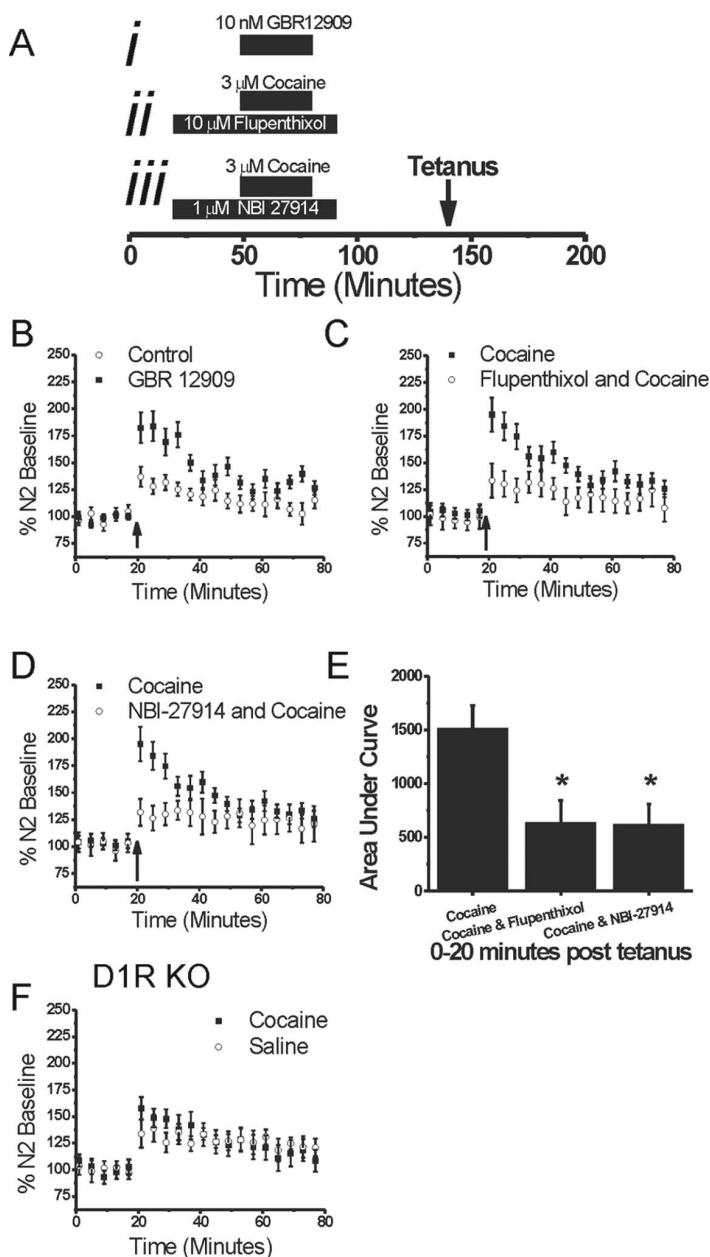 A
i
10 nM GBR12909
ii
3 µM Cocaine
10 µM Flupenthixol
iii
3 µM Cocaine
1 µM NBI 27914
Tetanus
0 50 100 150 200
Time (Minutes)
B
Control
GBR 12909
250
225
200
175
150
125
100
75
% N2 Baseline
0 20 40 60 80
Time (Minutes)
C
Cocaine
Flupenthixol and Cocaine
250
225
200
175
150
125
100
75
% N2 Baseline
0 20 40 60 80
Time (Minutes)
D
Cocaine
NBI-27914 and Cocaine
250
225
200
175
150
125
100
75
% N2 Baseline
0 20 40 60 80
Time (Minutes)
E
2000
1500
1000
500
0
Area Under Curve
* *
Cocaine
Cocaine & Flupenthixol
Cocaine & NBI-27914
0-20 minutes post tetanus
D1R KO
F
Cocaine
Saline
250
225
200
175
150
125
100
75
% N2 Baseline
0 20 40 60 80
Time (Minutes)